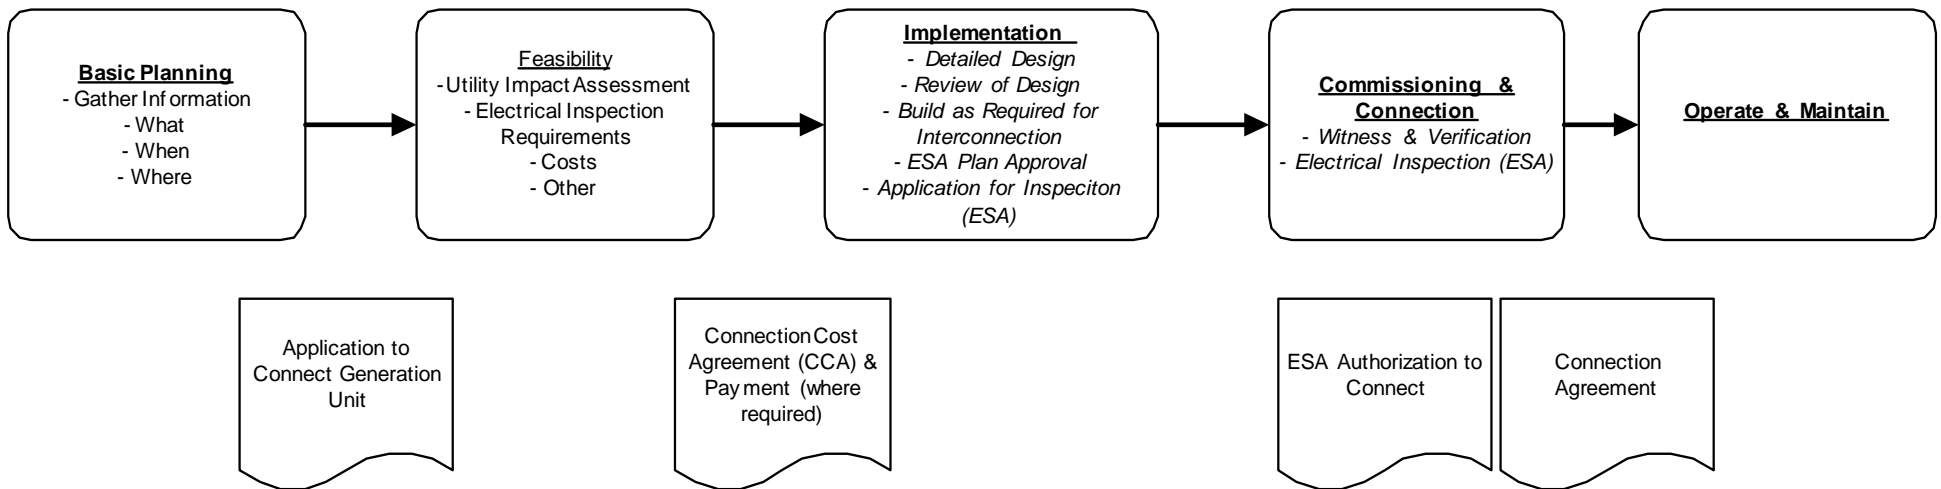 Basic Planning
- Gather Information
- What
- When
- Where
Feasibility
- Utility Impact Assessment
- Electrical Inspection
Requirements
- Costs
- Other
Implementation
- Detailed Design
- Review of Design
- Build as Required for
Interconnection
- ESA Plan Approval
- Application for Inspeciton
(ESA)
Commissioning &
Connection
- Witness & Verification
- Electrical Inspection (ESA)
Operate & Maintain
Application to
Connect Generation
Unit
Connection Cost
Agreement (CCA) &
Payment (where
required)
ESA Authorization to
Connect
Connection
Agreement